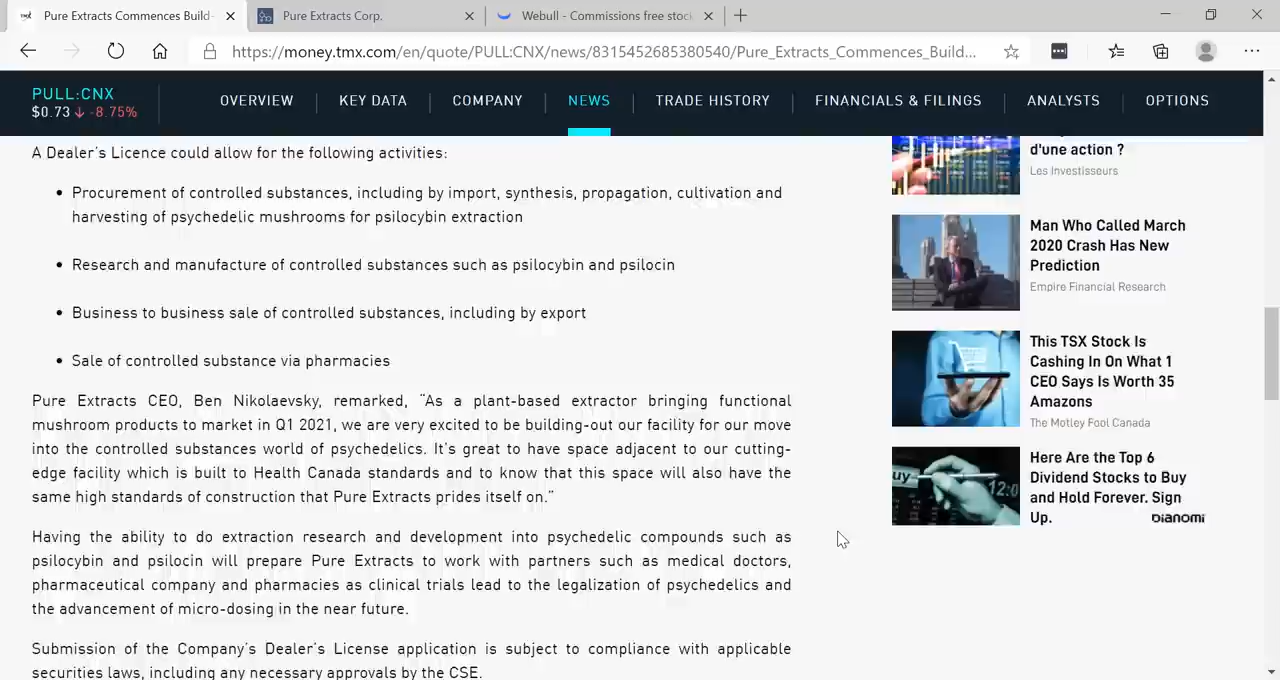 Pure Extracts Commences Build-
Pure Extracts Corp.
Webull - Commissions free stoc
https://money.tmx.com/en/quote/PULL:CNX/news/8315452685380540/Pure_Extracts_Commences_Build...
PULL:CNX
$0.73 ↓ -8.75%
OVERVIEW
KEY DATA
COMPANY
NEWS
TRADE HISTORY
FINANCIALS & FILINGS
ANALYSTS
OPTIONS
A Dealer's Licence could allow for the following activities:
• Procurement of controlled substances, including by import, synthesis, propagation, cultivation and
harvesting of psychedelic mushrooms for psilocybin extraction
• Research and manufacture of controlled substances such as psilocybin and psilocin
• Business to business sale of controlled substances, including by export
• Sale of controlled substance via pharmacies
Pure Extracts CEO, Ben Nikolaevsky, remarked, "As a plant-based extractor bringing functional
mushroom products to market in Q1 2021, we are very excited to be building-out our facility for our move
into the controlled substances world of psychedelics. It's great to have space adjacent to our cutting-
edge facility which is built to Health Canada standards and to know that this space will also have the
same high standards of construction that Pure Extracts prides itself on."
Having the ability to do extraction research and development into psychedelic compounds such as
psilocybin and psilocin will prepare Pure Extracts to work with partners such as medical doctors,
pharmaceutical company and pharmacies as clinical trials lead to the legalization of psychedelics and
the advancement of micro-dosing in the near future.
Submission of the Company's Dealer's License application is subject to compliance with applicable
securities laws, including any necessary approvals by the CSE.
d'une action ?
Les Investisseurs
Man Who Called March
2020 Crash Has New
Prediction
Empire Financial Research
This TSX Stock Is
Cashing In On What 1
CEO Says Is Worth 35
Amazons
The Motley Fool Canada
buy
12:0
Here Are the Top 6
Dividend Stocks to Buy
and Hold Forever. Sign
Up.
bianomi